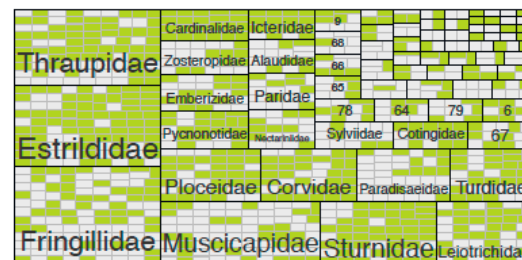 Thraupidae
Estrildidae
Fringillidae
Cardinalidae
Icteridae
Zosteropidae
Alaudidae
Emberizidae
Paridae
Pycnonotidae
Nectariniidae
9
68
66
65
78
64
79
6
Sylviidae
Cotingidae
67
Ploceidae
Corvidae
Paradisaeidae
Turdidae
Muscicapidae
Sturnidae
Leiotrichida